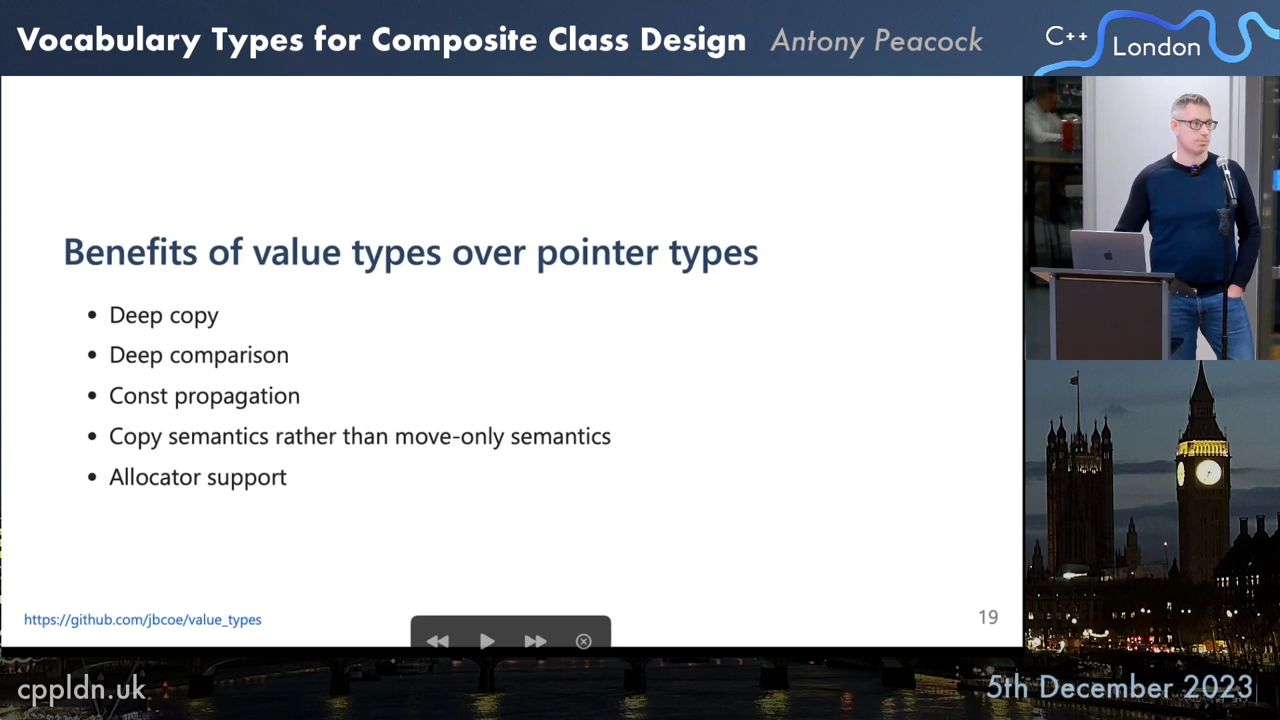 Vocabulary Types for Composite Class Design Antony Peacock
C++ London
Benefits of value types over pointer types
• Deep copy
• Deep comparison
• Const propagation
• Copy semantics rather than move-only semantics
• Allocator support
https://github.com/jbcoe/value_types
19
cppldn.uk
5th December 2023